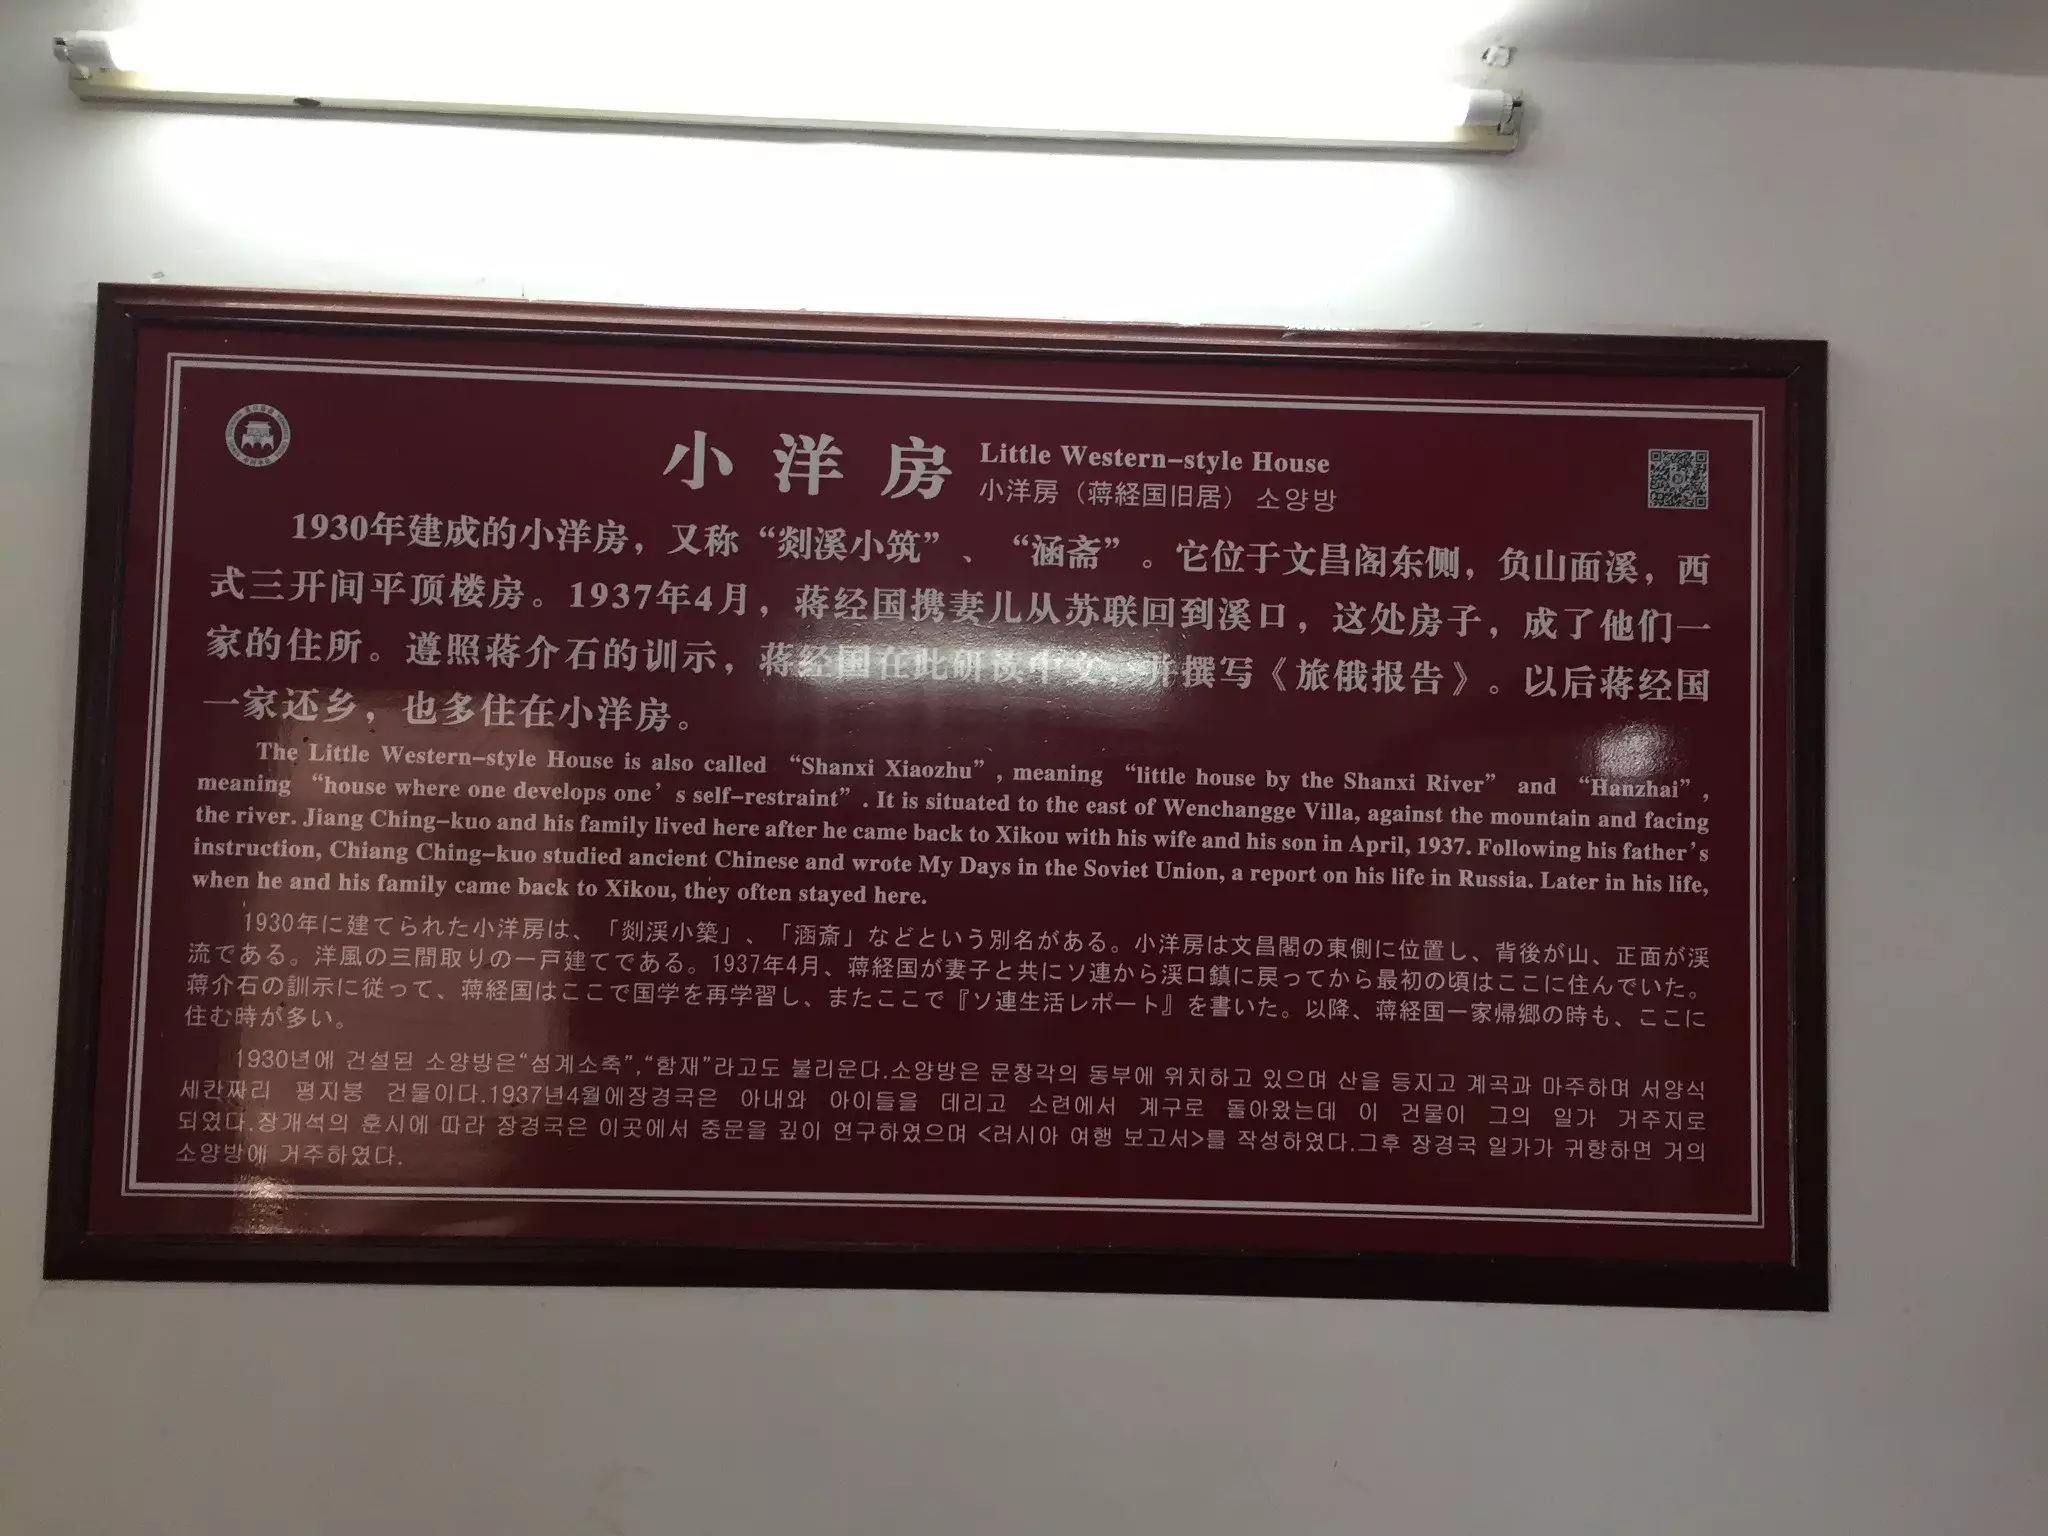 小洋房 Little Western-style House
小洋房（蒋経国旧居） 소양방
1930年建成的小洋房，又称“剡溪小筑”、“涵斋”。它位于文昌阁东侧，负山面溪，西
式三开间平顶楼房。1937年4月，蒋经国携妻儿从苏联回到溪口，这处房子，成了他们一
家的住所。遵照蒋介石的训示，蒋经国在此研读中文，并撰写《旅俄报告》。以后蒋经国
一家还乡，也多住在小洋房。
The Little Western-style House is also called “Shanxi Xiaozhu”, meaning “little house by the Shanxi River” and “Hanzhai”,
meaning “house where one develops one’s self-restraint”. It is situated to the east of Wenchangge Villa, against the mountain and facing
the river. Jiang Ching-kuo and his family lived here after he came back to Xikou with his wife and his son in April, 1937. Following his father’s
instruction, Chiang Ching-kuo studied ancient Chinese and wrote My Days in the Soviet Union, a report on his life in Russia. Later in his life,
when he and his family came back to Xikou, they often stayed here.
1930年に建てられた小洋房は、「剡渓小築」、「涵斎」などという別名がある。小洋房は文昌閣の東側に位置し、背後が山、正面が渓
流である。洋風の三間取りの一戸建てである。1937年4月、蒋経国が妻子と共にソ連から渓口鎮に戻ってから最初の頃はここに住んでいた。
蒋介石の訓示に従って、蒋経国はここで国学を再学習し、またここで『ソ連生活レポート』を書いた。以降、蒋経国一家帰郷の時も、ここに
住む時が多い。
1930년에 건설된 소양방은“섬계소축”,“함재”라고도 불리운다.소양방은 문창각의 동부에 위치하고 있으며 산을 등지고 계곡과 마주하며 서양식
세칸짜리 평지붕 건물이다.1937년4월에장경국은 아내와 아이들을 데리고 소련에서 계구로 돌아왔는데 이 건물이 그의 일가 거주지로
되였다.장개석의 훈시에 따라 장경국은 이곳에서 중문을 깊이 연구하였으며 <러시아 여행 보고서>를 작성하였다.그후 장경국 일가가 귀향하면 거의
소양방에 거주하였다.